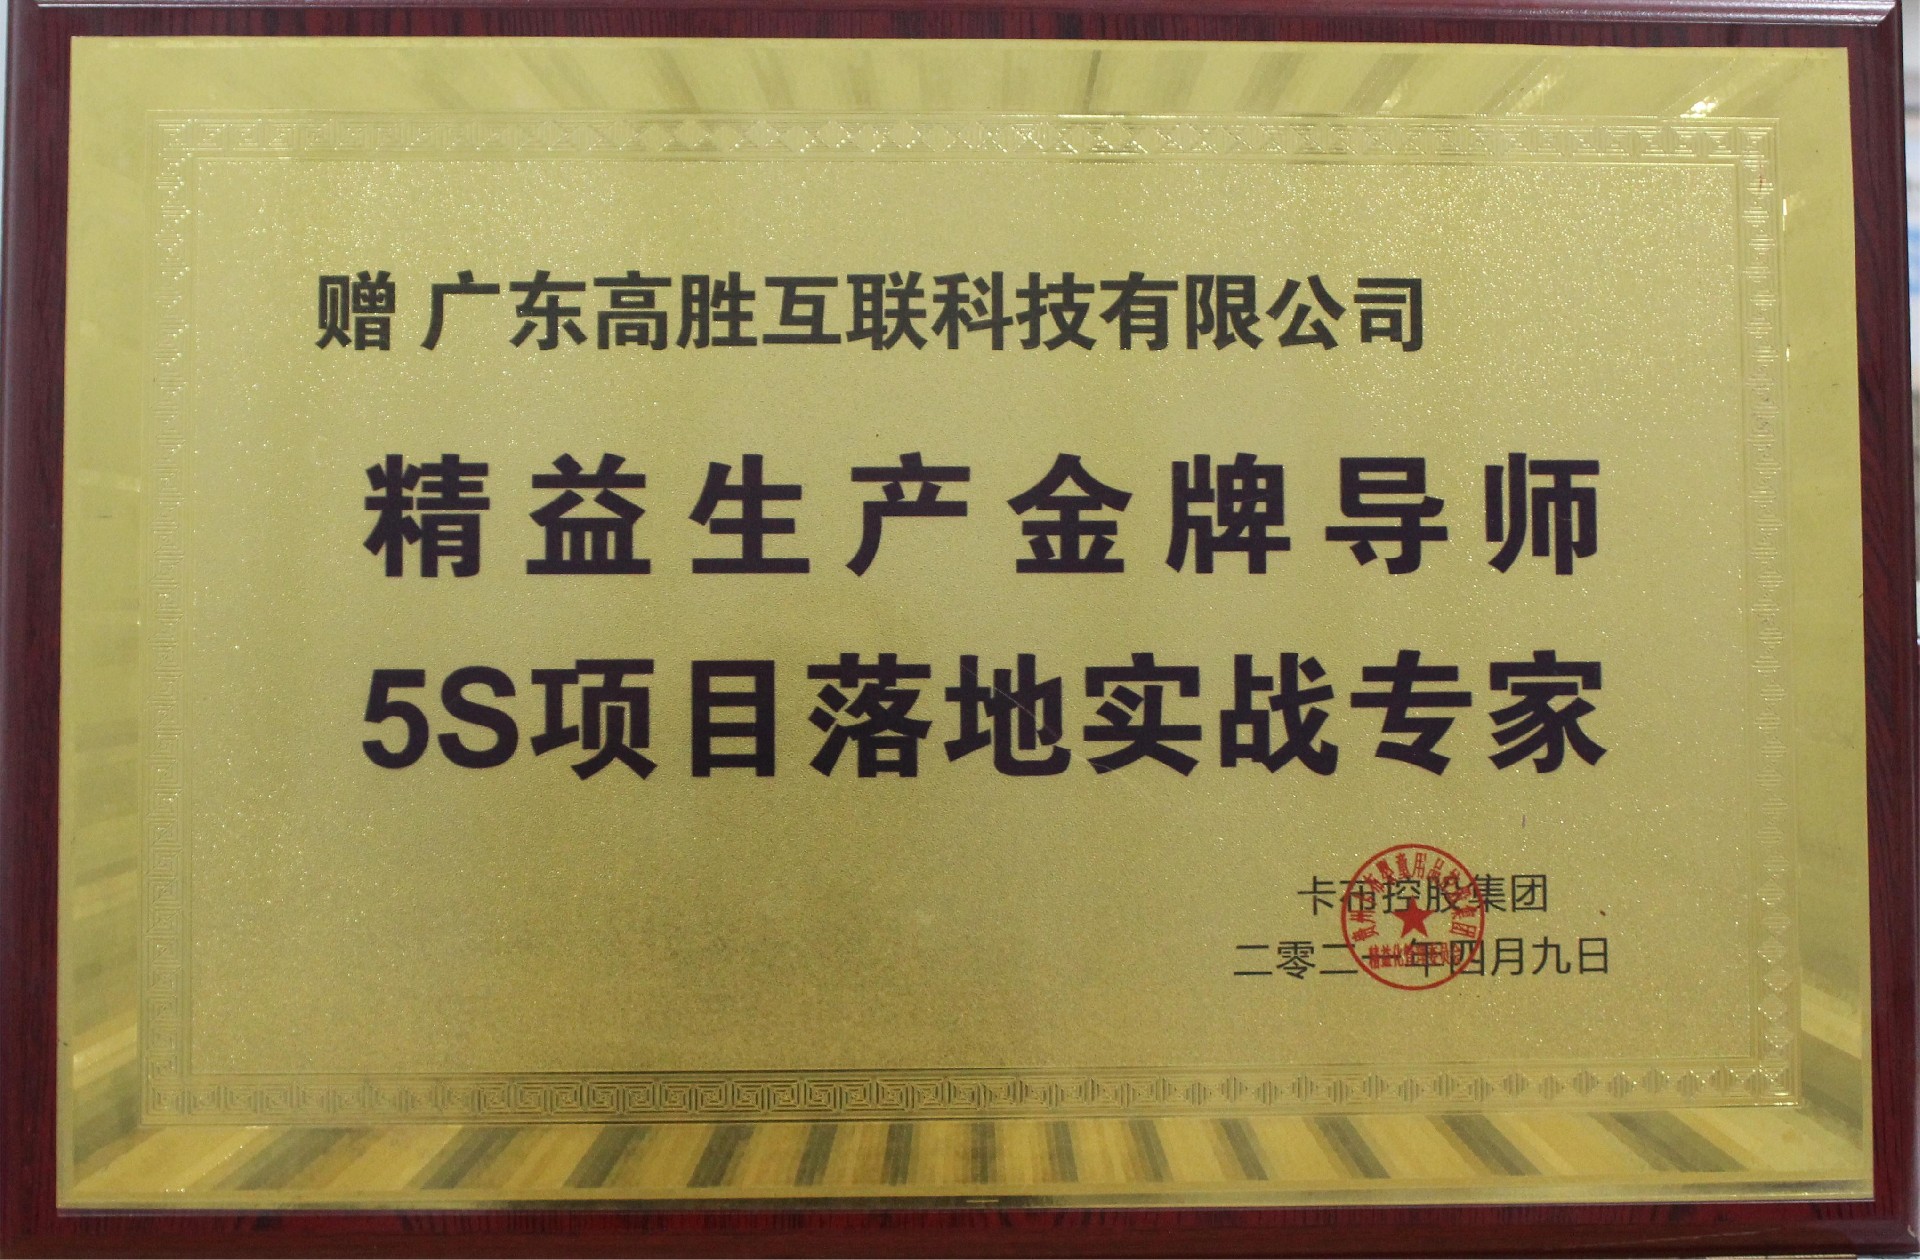 赠 广东高胜互联科技有限公司
精益生产金牌导师
5S项目落地实战专家
卡布控股集团
二零二一年四月九日